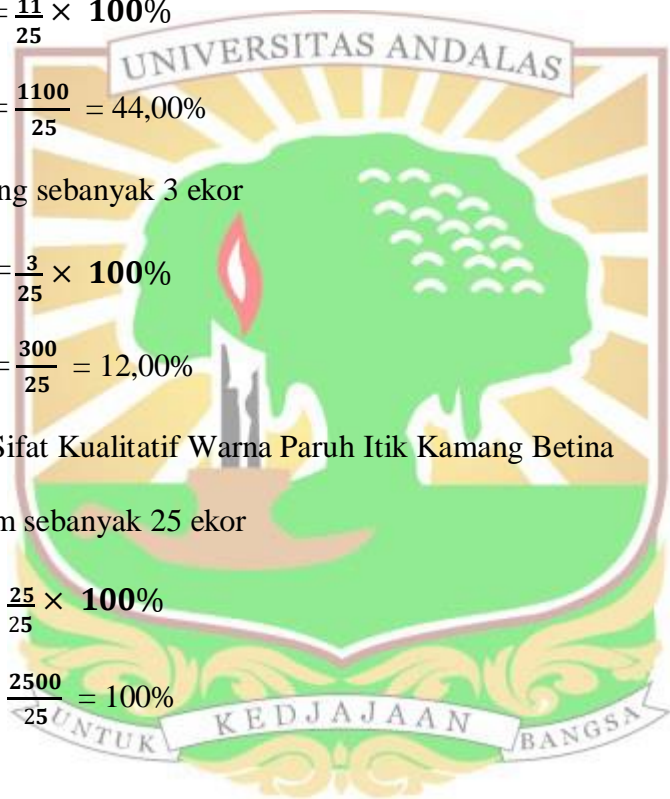 = 11/25 × 100%
UNIVERSITAS ANDALAS
= 1100/25 = 44,00%
ng sebanyak 3 ekor
= 3/25 × 100%
= 300/25 = 12,00%
Sifat Kualitatif Warna Paruh Itik Kamang Betina
m sebanyak 25 ekor
25/25 × 100%
2500/25 = 100%
UNTUK KEDJAJAAN BANGSA